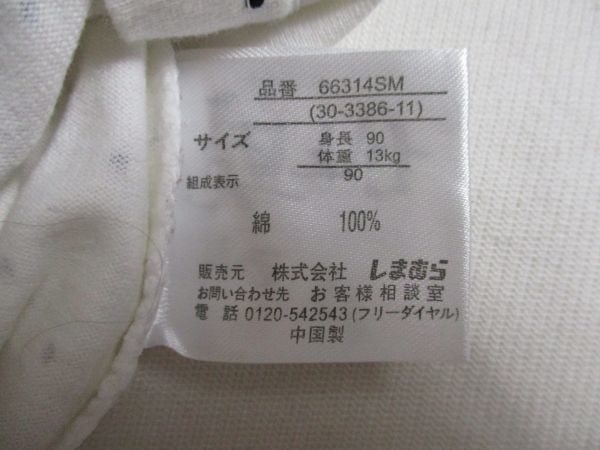 品番 66314SM
(30-3386-11)
サイズ 身長 90
体重 13kg
90
組成表示
綿 100%
販売元 株式会社 しまむら
お問い合わせ先 お客様相談室
電話 0120-542543(フリーダイヤル)
中国製